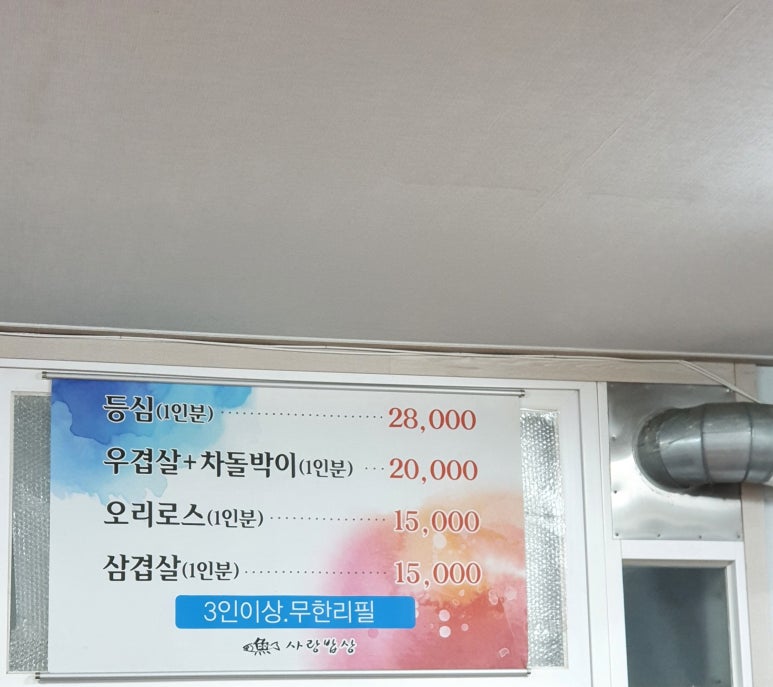 등심(1인분) ·················· 28,000
우겹살+차돌박이(1인분) ··· 20,000
오리로스(1인분) ················ 15,000
삼겹살(1인분) ···················· 15,000
3인이상.무한리필
魚 사랑밥상